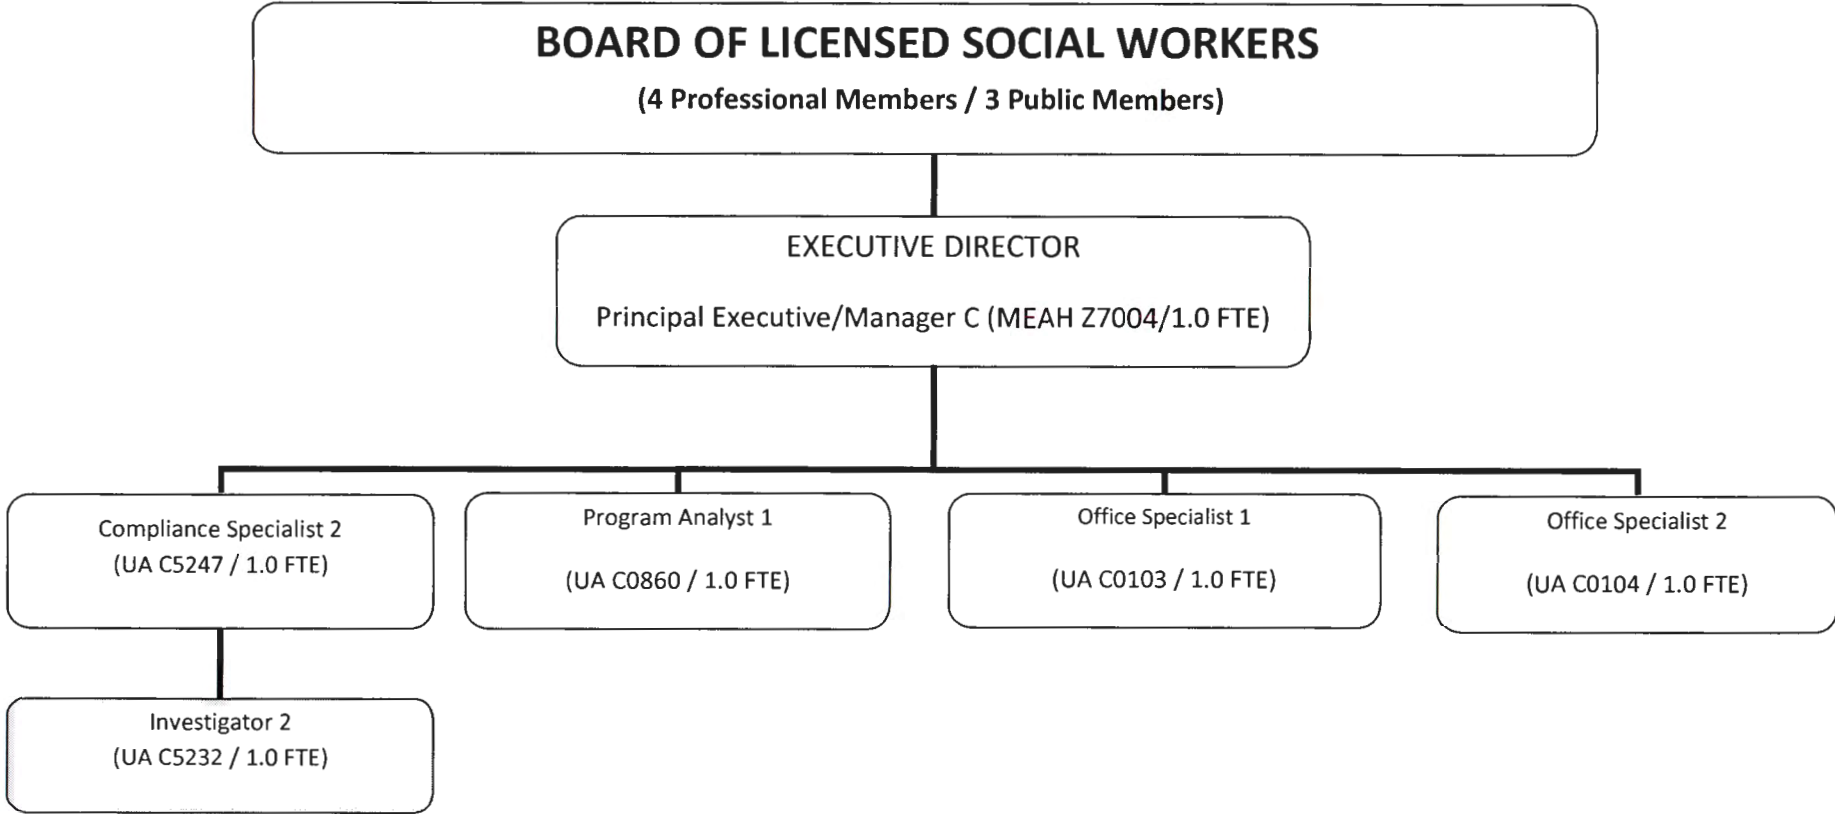 BOARD OF LICENSED SOCIAL WORKERS
(4 Professional Members / 3 Public Members)
EXECUTIVE DIRECTOR
Principal Executive/Manager C (MEAH Z7004/1.0 FTE)
Compliance Specialist 2
(UA C5247 / 1.0 FTE)
Program Analyst 1
(UA C0860 / 1.0 FTE)
Office Specialist 1
(UA C0103 / 1.0 FTE)
Office Specialist 2
(UA C0104 / 1.0 FTE)
Investigator 2
(UA C5232 / 1.0 FTE)